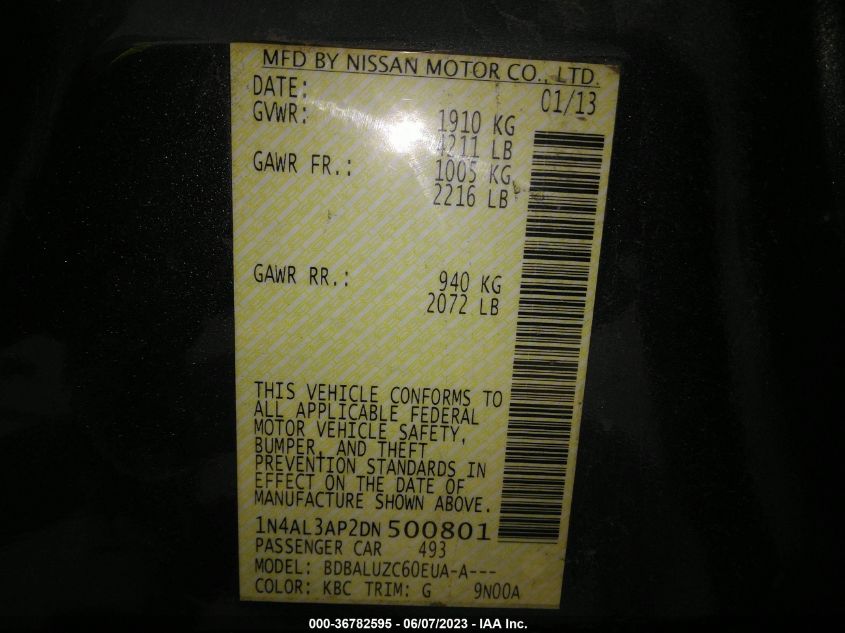 MFD BY NISSAN MOTOR CO., LTD.
DATE: 01/13
GVWR: 1910 KG
4211 LB
GAWR FR.: 1005 KG
2216 LB
GAWR RR.: 940 KG
2072 LB
THIS VEHICLE CONFORMS TO
ALL APPLICABLE FEDERAL
MOTOR VEHICLE SAFETY,
BUMPER, AND THEFT
PREVENTION STANDARDS IN
EFFECT ON THE DATE OF
MANUFACTURE SHOWN ABOVE.
1N4AL3AP2DN 500801
PASSENGER CAR 493
MODEL: BDBALUZC60EUA-A---
COLOR: KBC TRIM: G 9N00A
000-36782595 - 06/07/2023 - IAA Inc.